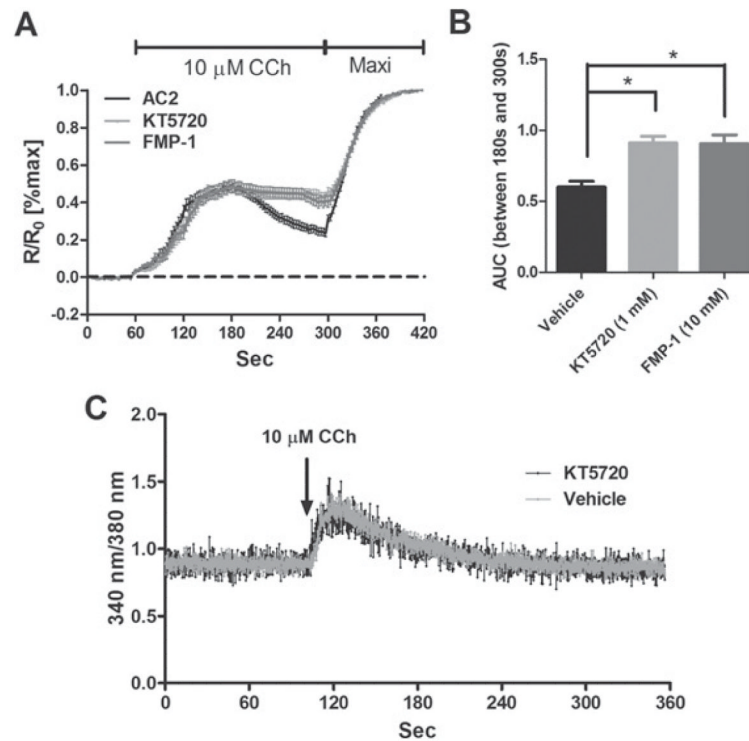 A
10 μM CCh Maxi
AC2
KT5720
FMP-1
R/R0 [%max]
1.0
0.8
0.6
0.4
0.2
0.0
-0.2
0 60 120 180 240 300 360 420
Sec
B
* *
AUC (between 180s and 300s)
1.5
1.0
0.5
0.0
Vehicle
KT5720 (1 mM)
FMP-1 (10 mM)
C
10 μM CCh
KT5720
Vehicle
340 nm/380 nm
2.0
1.5
1.0
0.5
0.0
0 60 120 180 240 300 360
Sec